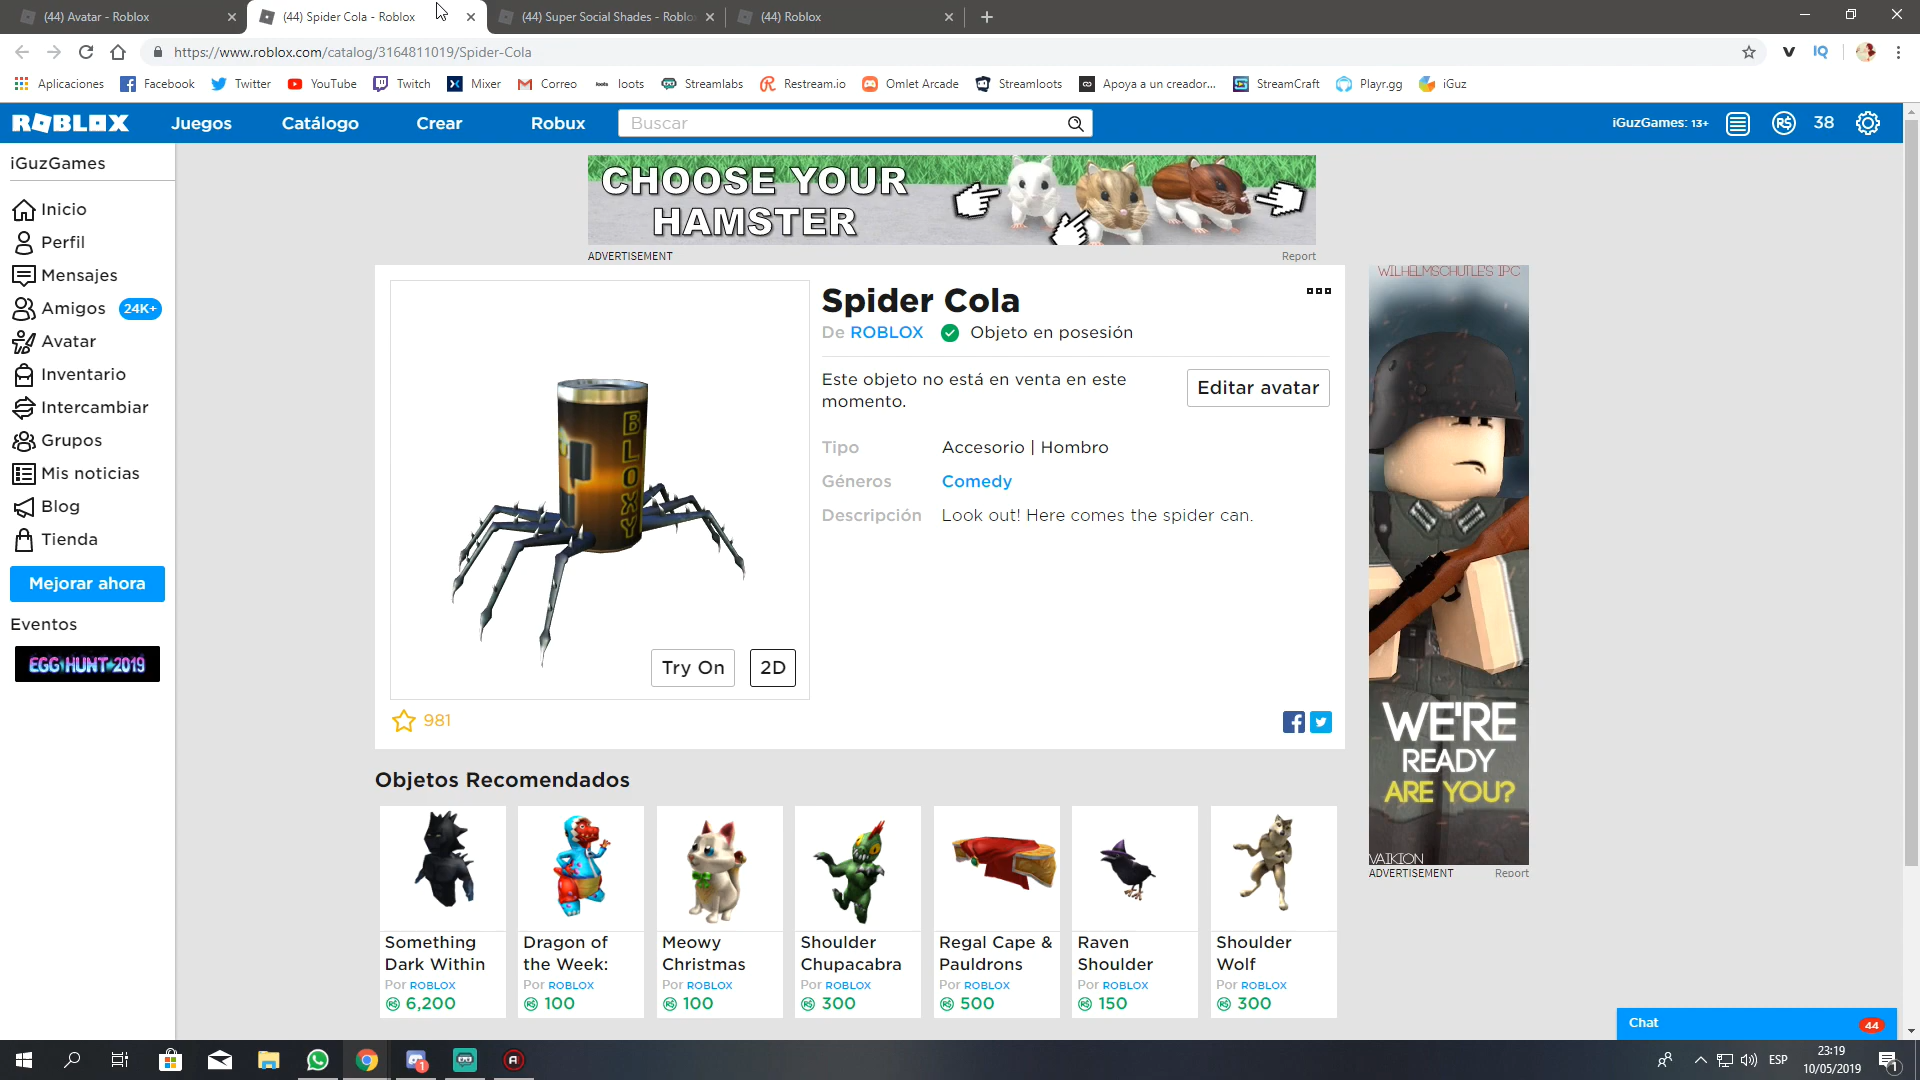 (44) Avatar - Roblox
(44) Spider Cola - Roblox
(44) Super Social Shades - Roblo
(44) Roblox
https://www.roblox.com/catalog/3164811019/Spider-Cola
Aplicaciones
Facebook
Twitter
YouTube
Twitch
Mixer
Correo
loots
Streamlabs
Restream.io
Omlet Arcade
Streamloots
Apoya a un creador...
StreamCraft
Playr.gg
iGuz
ROBLOX
Juegos
Catálogo
Crear
Robux
Buscar
iGuzGames: 13+
38
iGuzGames
Inicio
Perfil
Mensajes
Amigos 24K+
Avatar
Inventario
Intercambiar
Grupos
Mis noticias
Blog
Tienda
Mejorar ahora
Eventos
EGG HUNT 2019
CHOOSE YOUR
HAMSTER
ADVERTISEMENT
Report
Spider Cola
De ROBLOX Objeto en posesión
Este objeto no está en venta en este
momento.
Editar avatar
Tipo Accesorio | Hombro
Géneros Comedy
Descripción Look out! Here comes the spider can.
BLOXY
Try On
2D
981
WILHELMSCHUTLE'S IPC
WE'RE
READY
ARE YOU?
VAIKION
ADVERTISEMENT
Report
Objetos Recomendados
Something
Dark Within
Por ROBLOX
6,200
Dragon of
the Week:
Por ROBLOX
100
Meowy
Christmas
Por ROBLOX
100
Shoulder
Chupacabra
Por ROBLOX
300
Regal Cape &
Pauldrons
Por ROBLOX
500
Raven
Shoulder
Por ROBLOX
150
Shoulder
Wolf
Por ROBLOX
300
Chat
44
ESP
23:19
10/05/2019